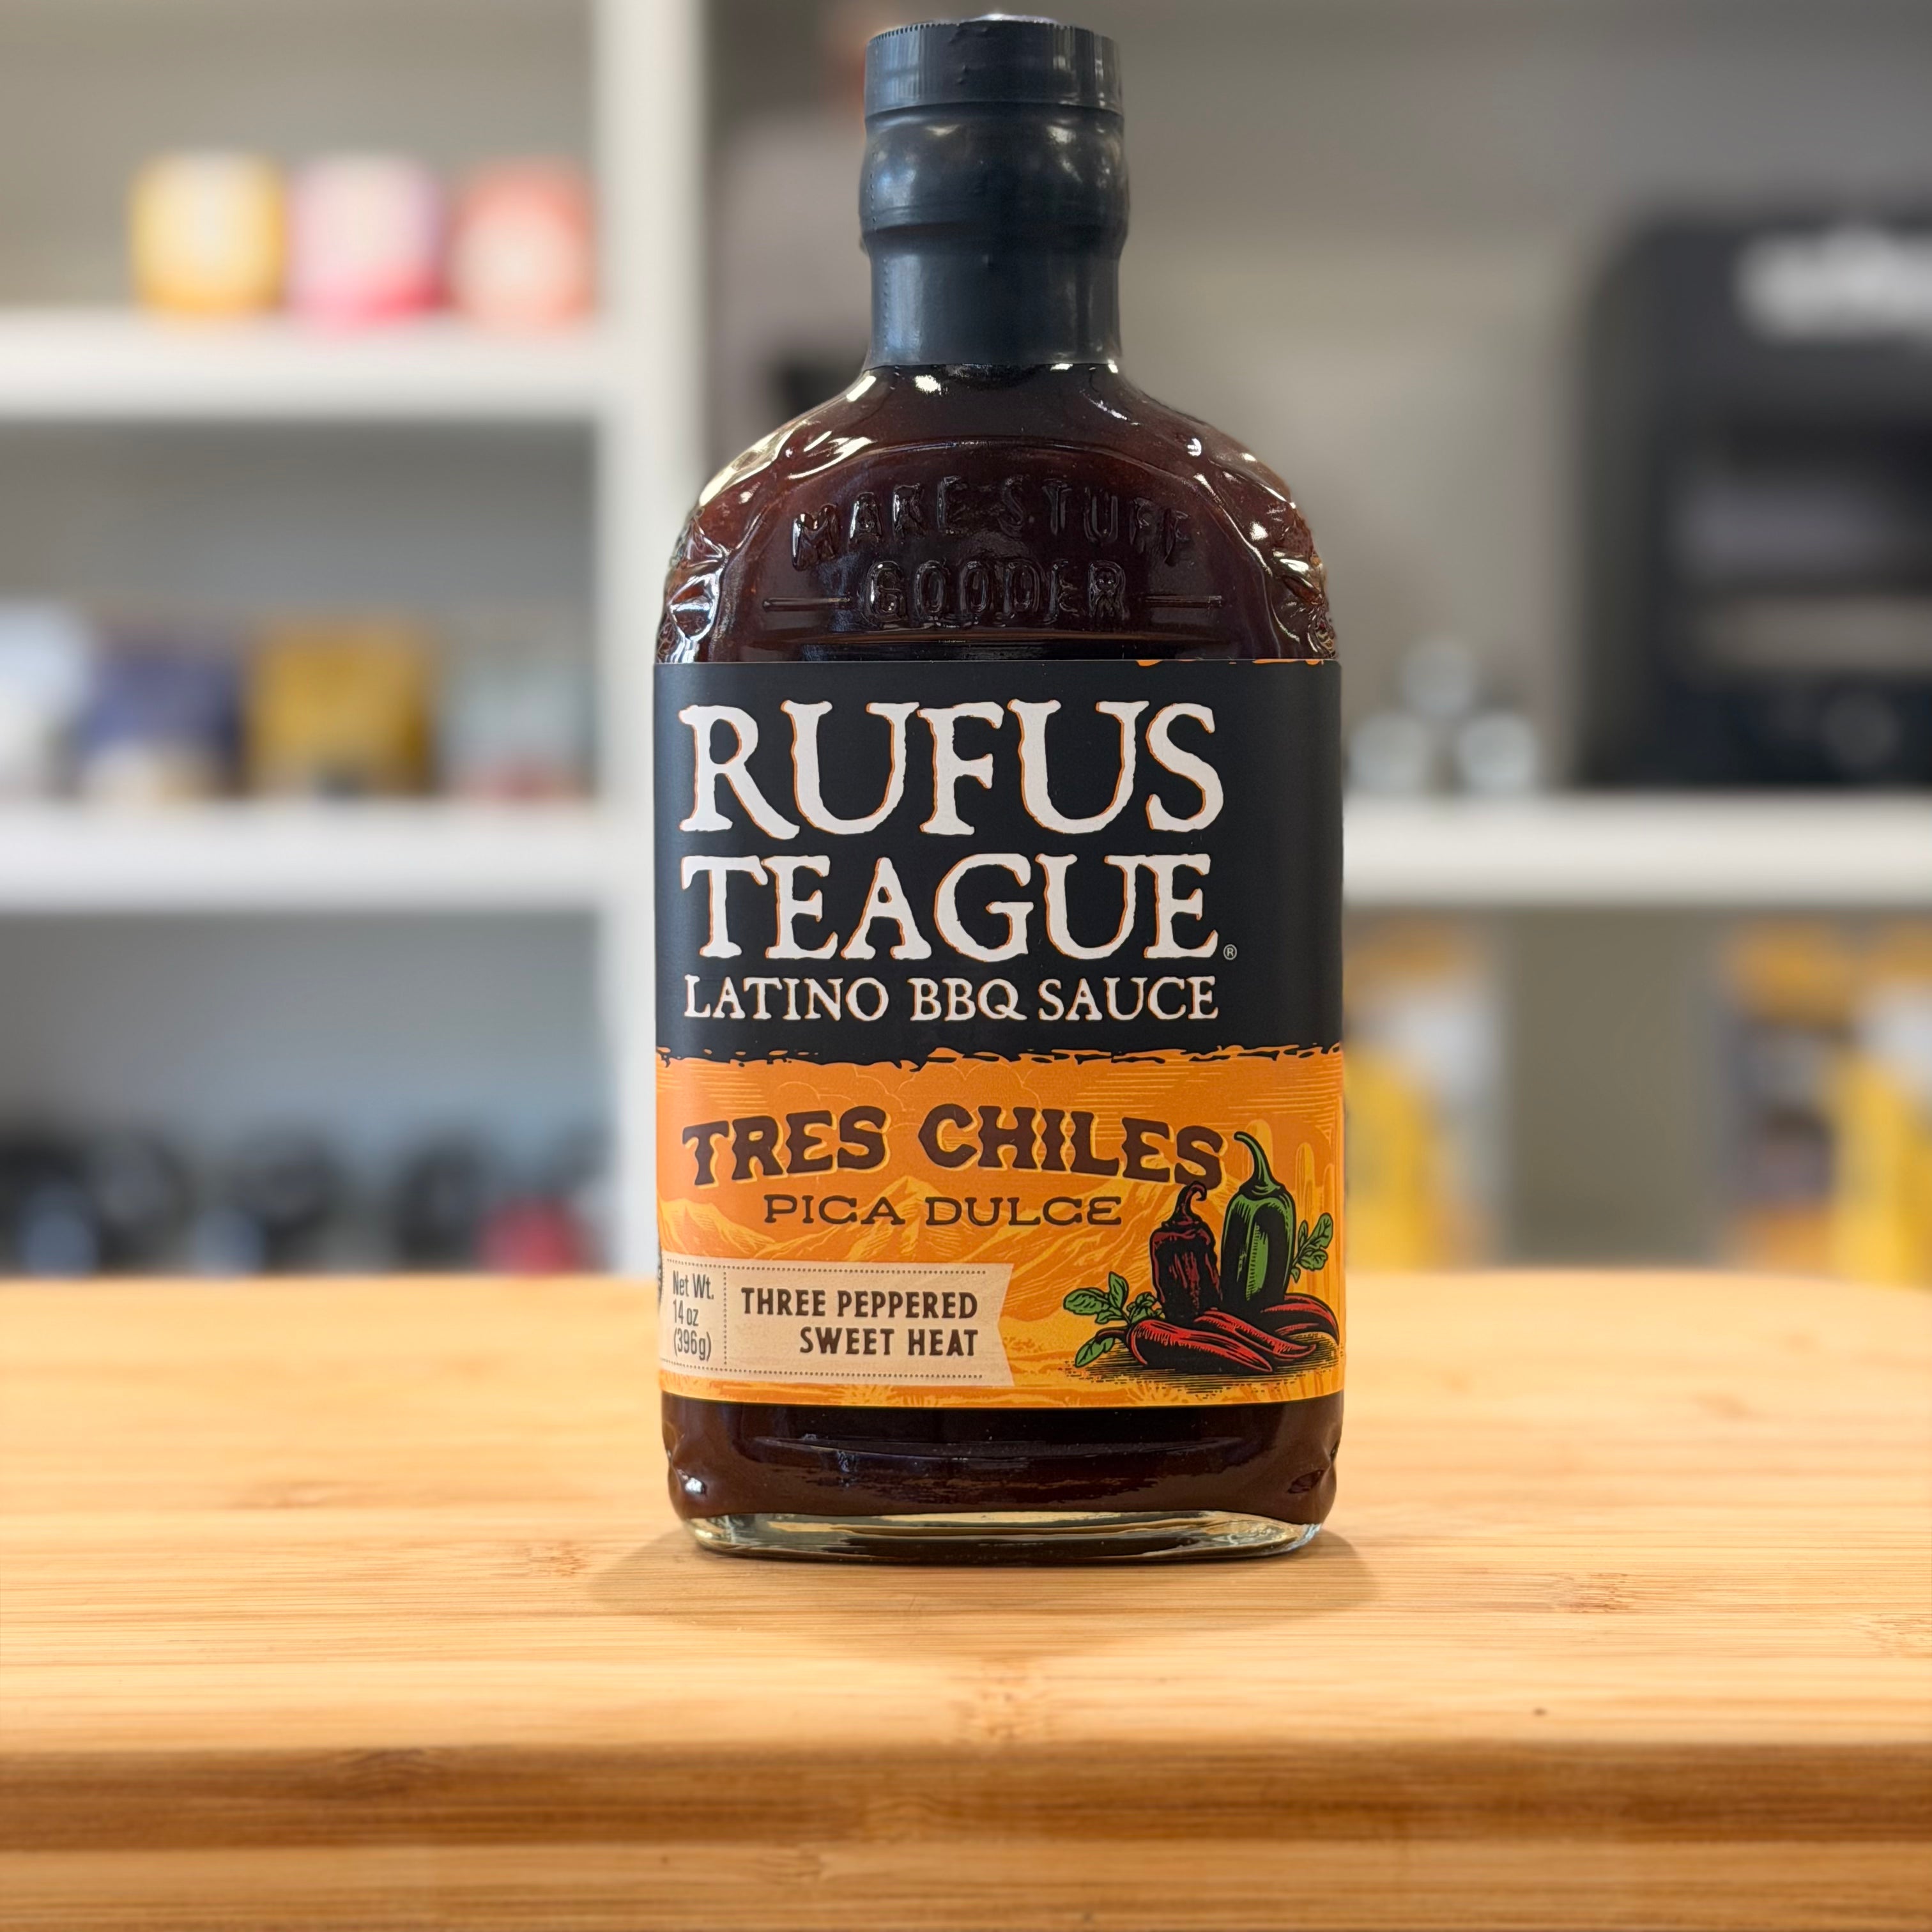 MAKE STUFF
GOODER
RUFUS
TEAGUE®
LATINO BBQ SAUCE
TRES CHILES
PICA DULCE
Net Wt.
14 oz
(396g)
THREE PEPPERED
SWEET HEAT